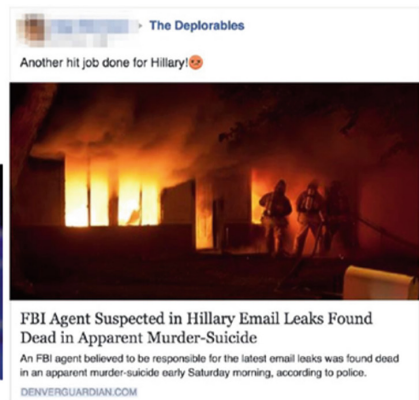 The Deplorables
Another hit job done for Hillary!
FBI Agent Suspected in Hillary Email Leaks Found
Dead in Apparent Murder-Suicide
An FBI agent believed to be responsible for the latest email leaks was found dead
in an apparent murder-suicide early Saturday morning, according to police.
DENVERGUARDIAN.COM